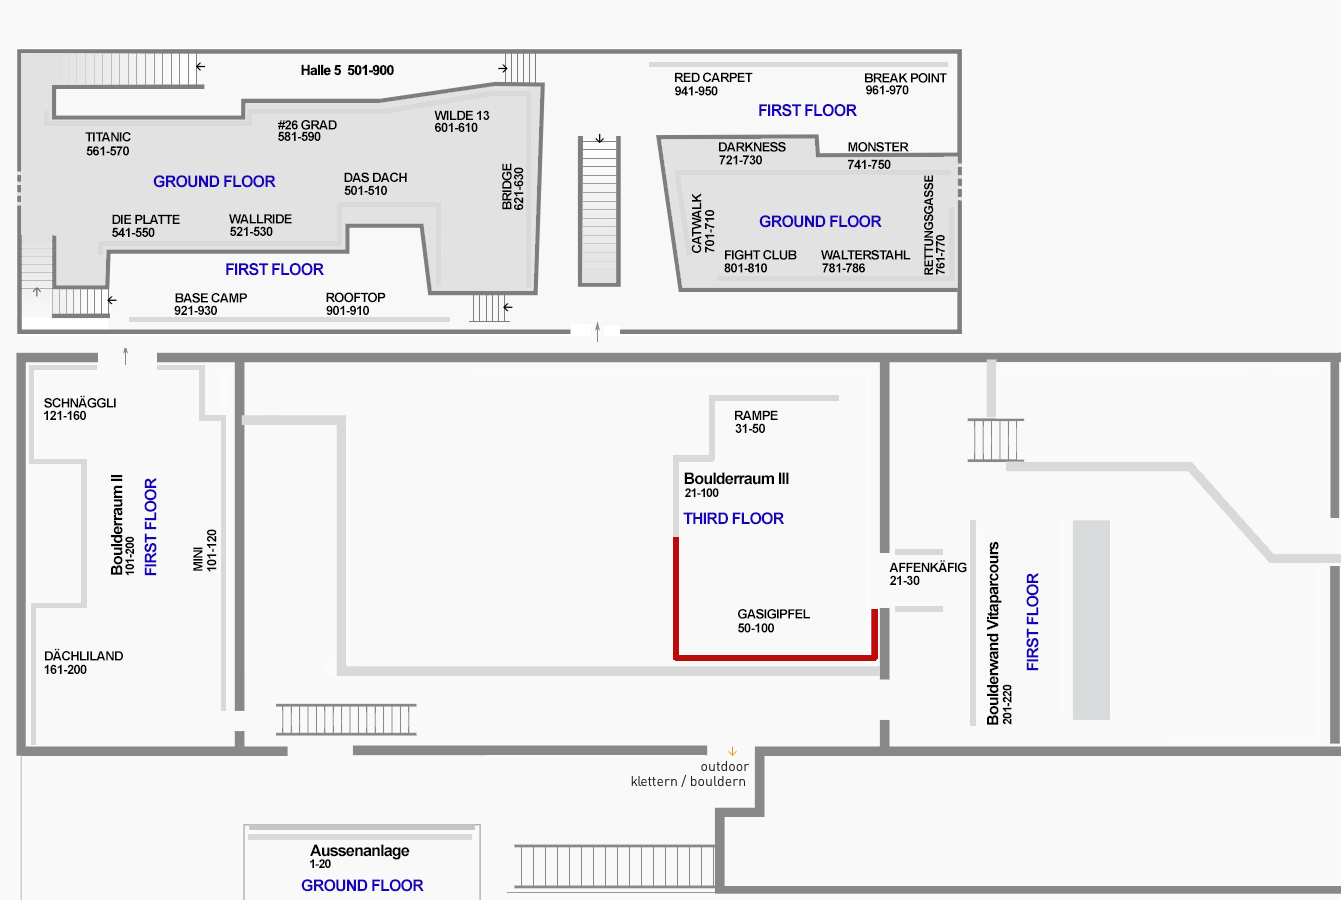 Halle 5 501-900
RED CARPET
941-950
BREAK POINT
961-970
FIRST FLOOR
TITANIC
561-570
#26 GRAD
581-590
WILDE 13
601-610
GROUND FLOOR
DAS DACH
501-510
BRIDGE
621-630
DIE PLATTE
541-550
WALLRIDE
521-530
FIRST FLOOR
BASE CAMP
921-930
ROOFTOP
901-910
DARKNESS
721-730
MONSTER
741-750
CATWALK
701-710
GROUND FLOOR
FIGHT CLUB
801-810
WALTERSTAHL
781-786
RETTUNGSGASSE
761-770
SCHNÄGGLI
121-160
Boulderraum II
101-200
FIRST FLOOR
MINI
101-120
DÄCHLILAND
161-200
RAMPE
31-50
Boulderraum III
21-100
THIRD FLOOR
GASIGIPFEL
50-100
AFFENKÄFIG
21-30
Boulderwand Vitaparcours
201-220
FIRST FLOOR
outdoor
klettern / bouldern
Aussenanlage
1-20
GROUND FLOOR